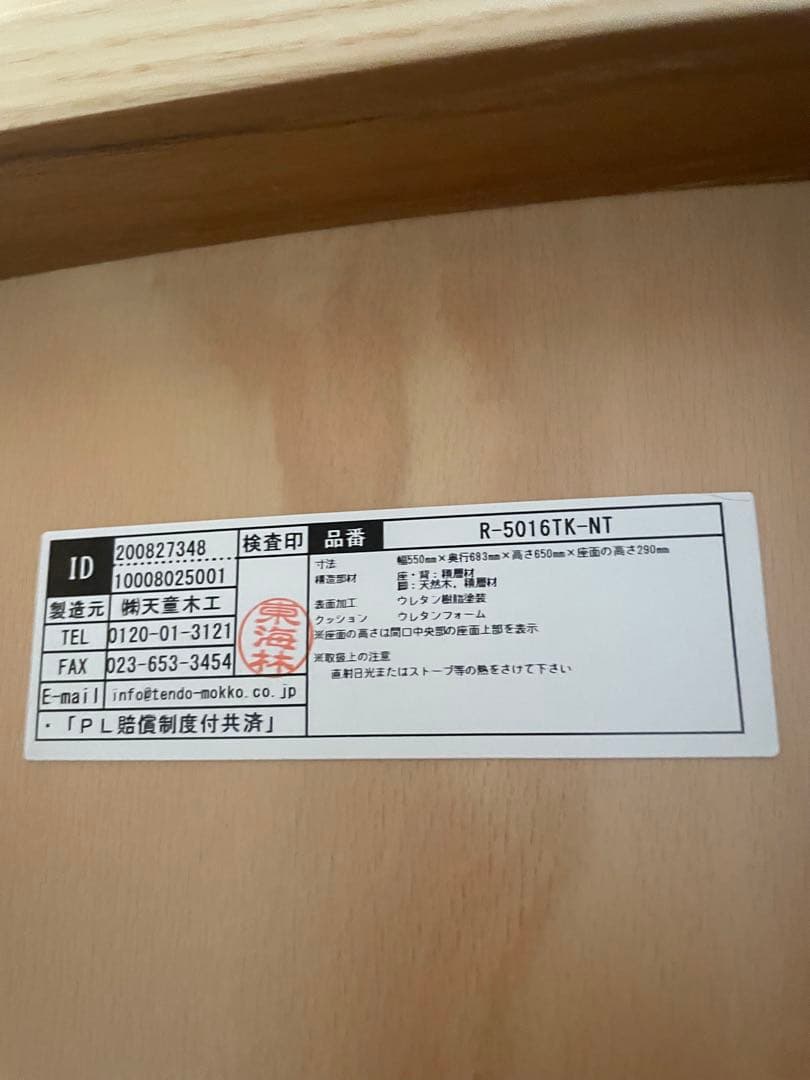 ID
200827348
10008025001
検査印
製造元
㈱天童木工
TEL
0120-01-3121
FAX
023-653-3454
E-mail
info@tendo-mokko.co.jp
・「PL賠償制度付共済」
東海林
品番
R-5016TK-NT
寸法 幅550mm×奥行683mm×高さ650mm×座面の高さ290mm
構造部材 座・背:積層材
脚:天然木、積層材
表面加工 ウレタン樹脂塗装
クッション ウレタンフォーム
※座面の高さは間口中央部の座面上部を表示
※取扱上の注意
直射日光またはストーブ等の熱をさけて下さい